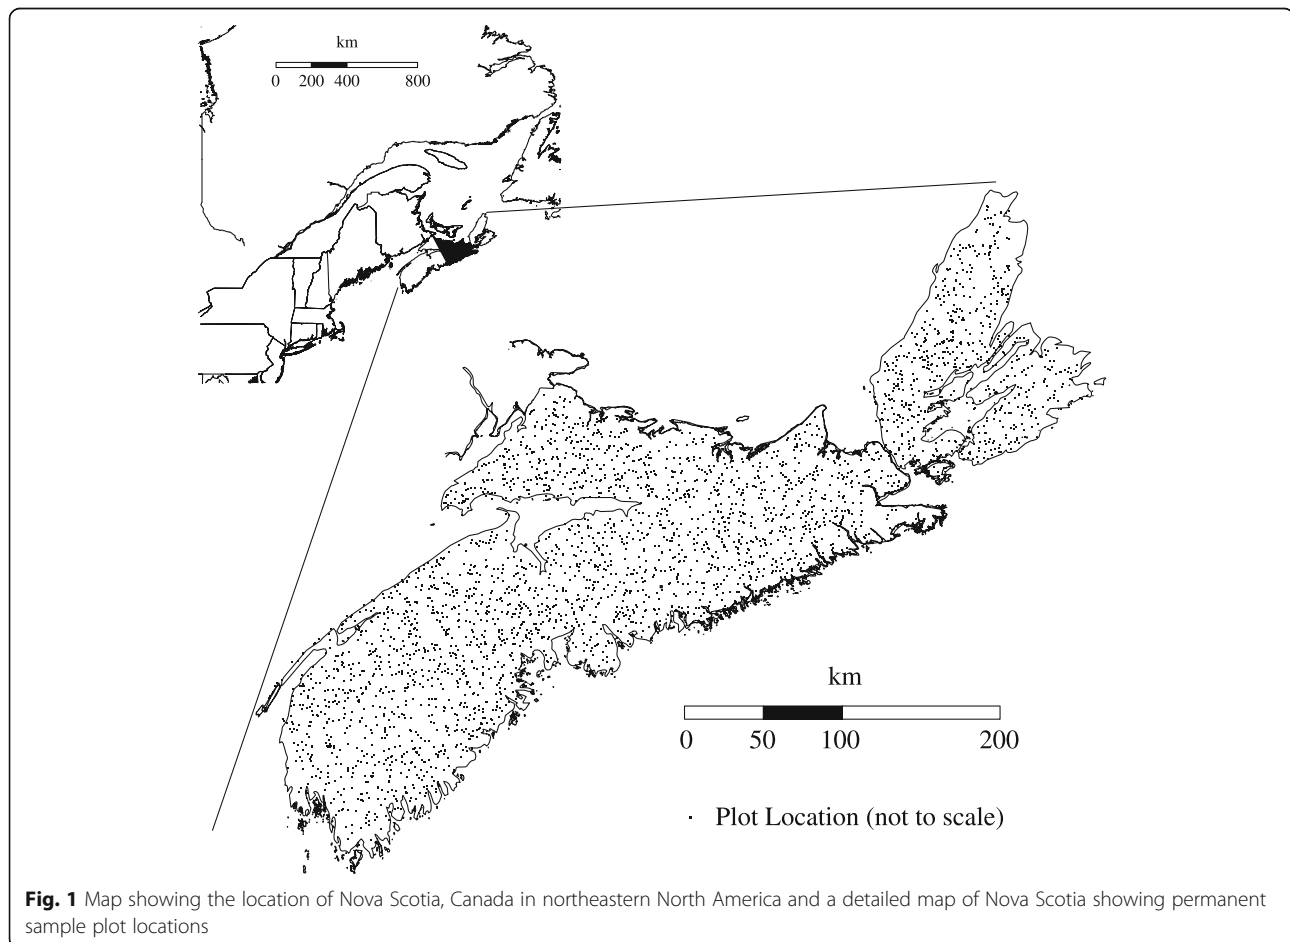 km
0 200 400 800
km
0 50 100 200
Plot Location (not to scale)
Fig. 1 Map showing the location of Nova Scotia, Canada in northeastern North America and a detailed map of Nova Scotia showing permanent
sample plot locations